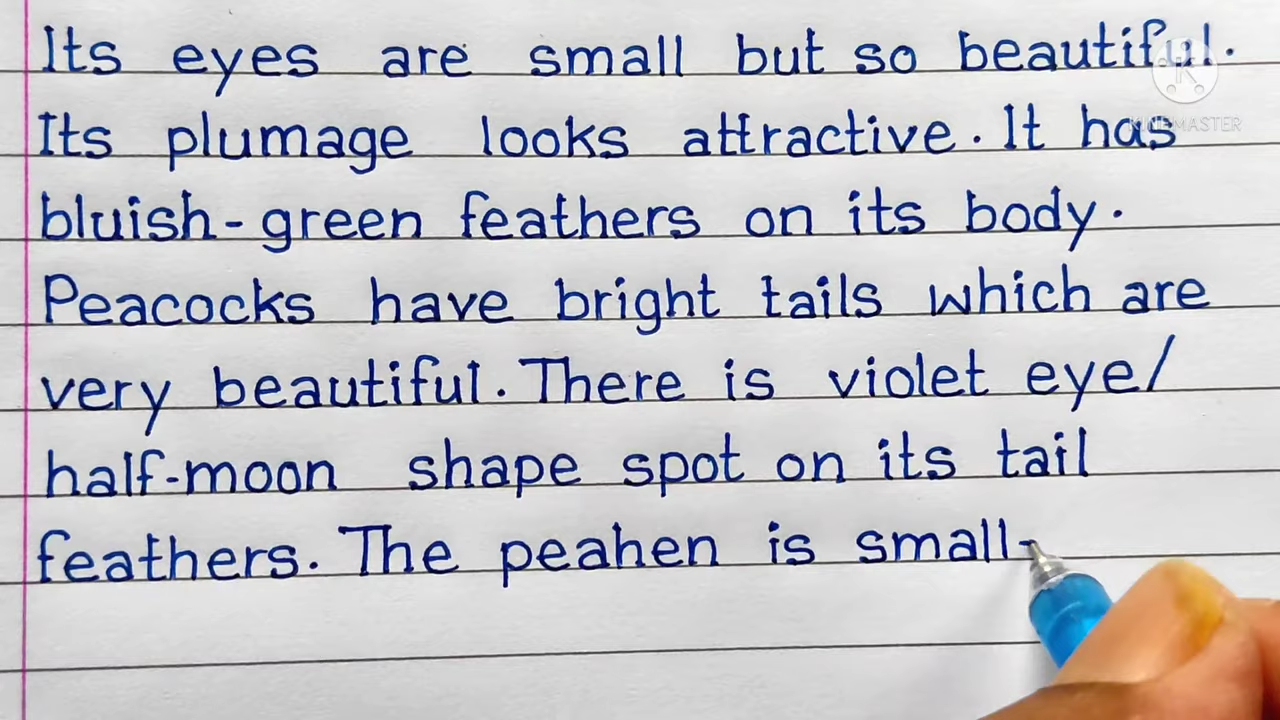 Its eyes are small but so beautiful.
Its plumage looks attractive. It has
bluish-green feathers on its body.
Peacocks have bright tails which are
very beautiful. There is violet eye/
half-moon shape spot on its tail
feathers. The peahen is small-
K
KINEMASTER